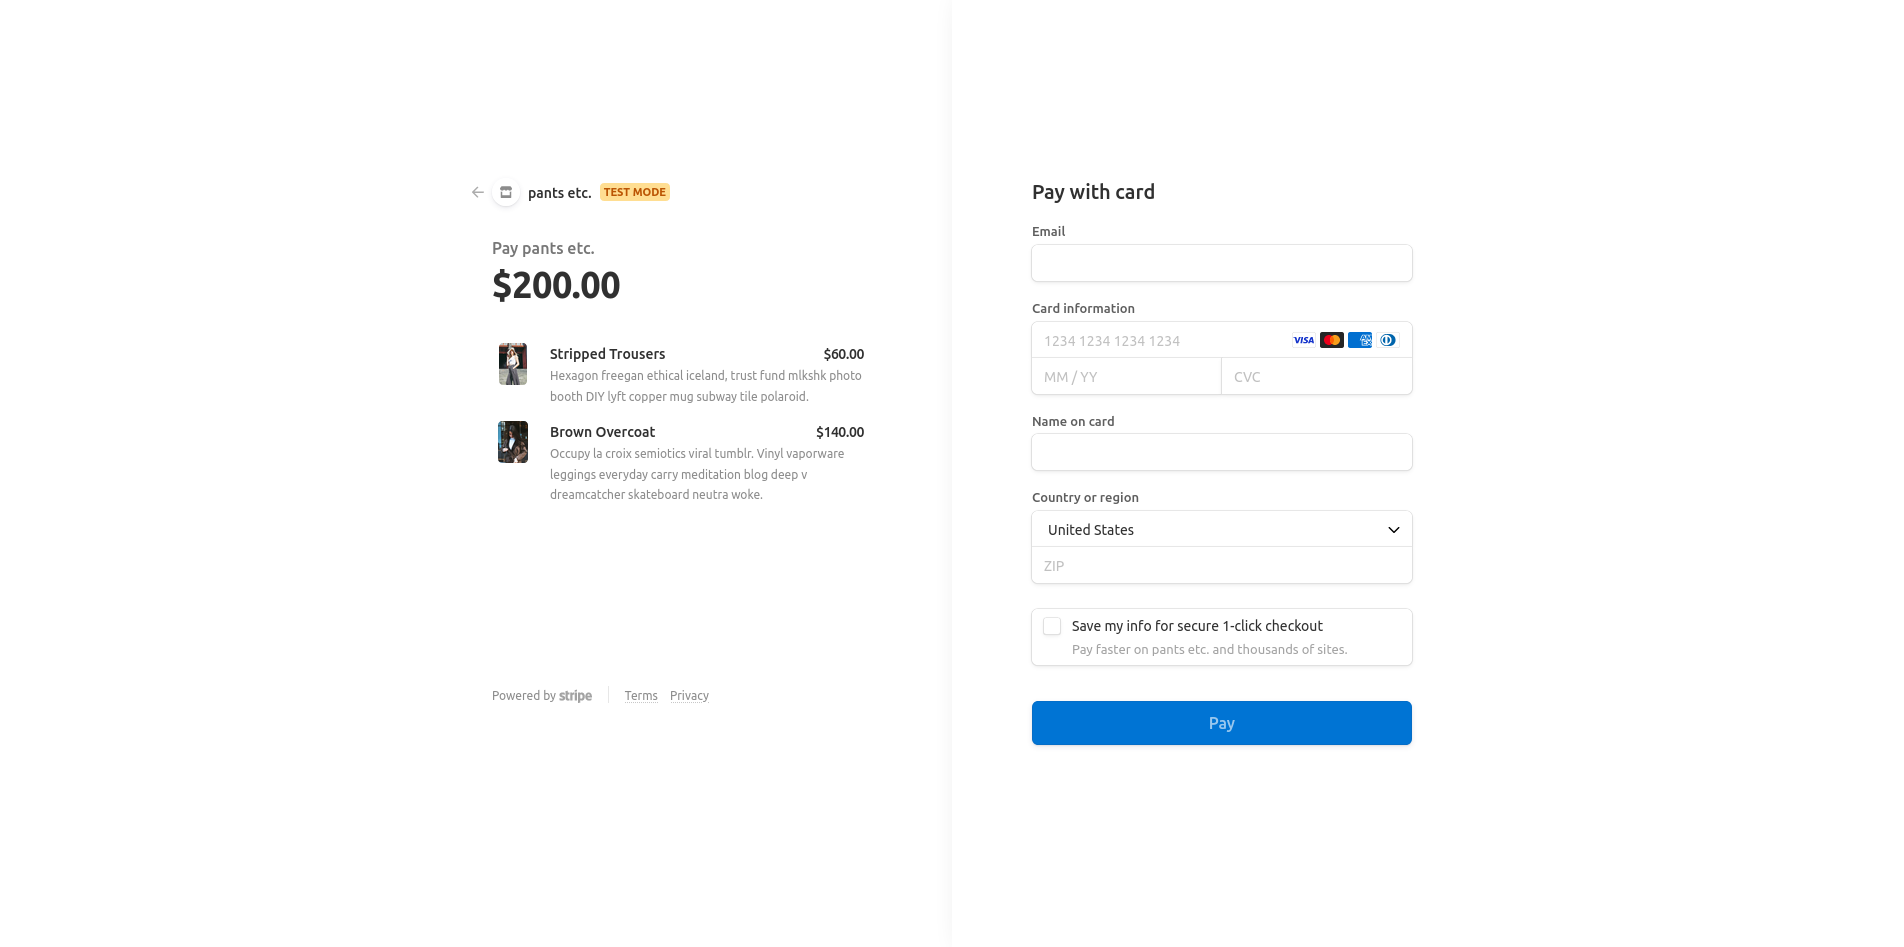 pants etc. TEST MODE
Pay pants etc.
$200.00
Stripped Trousers $60.00
Hexagon freegan ethical iceland, trust fund mlkshk photo
booth DIY lyft copper mug subway tile polaroid.
Brown Overcoat $140.00
Occupy la croix semiotics viral tumblr. Vinyl vaporware
leggings everyday carry meditation blog deep v
dreamcatcher skateboard neutra woke.
Powered by stripe
Terms Privacy
Pay with card
Email
Card information
1234 1234 1234 1234 VISA
MM / YY CVC
Name on card
Country or region
United States
ZIP
Save my info for secure 1-click checkout
Pay faster on pants etc. and thousands of sites.
Pay